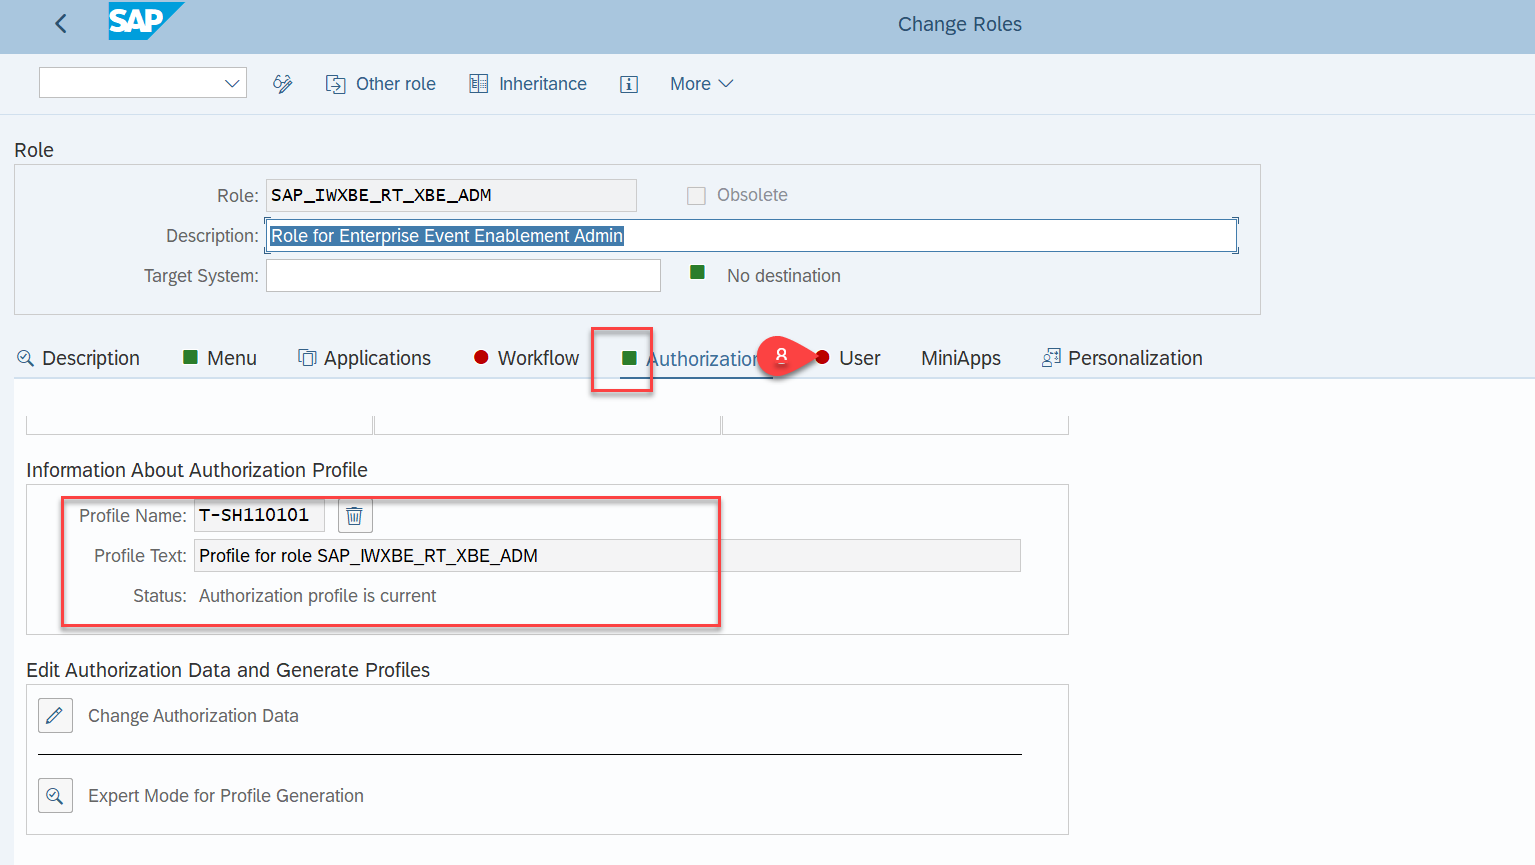 SAP
Change Roles
Other role
Inheritance
More
Role
Role: SAP_IWXBE_RT_XBE_ADM
Obsolete
Description: Role for Enterprise Event Enablement Admin
Target System:
No destination
Description
Menu
Applications
Workflow
Authorization
8
User
MiniApps
Personalization
Information About Authorization Profile
Profile Name: T-SH110101
Profile Text: Profile for role SAP_IWXBE_RT_XBE_ADM
Status: Authorization profile is current
Edit Authorization Data and Generate Profiles
Change Authorization Data
Expert Mode for Profile Generation